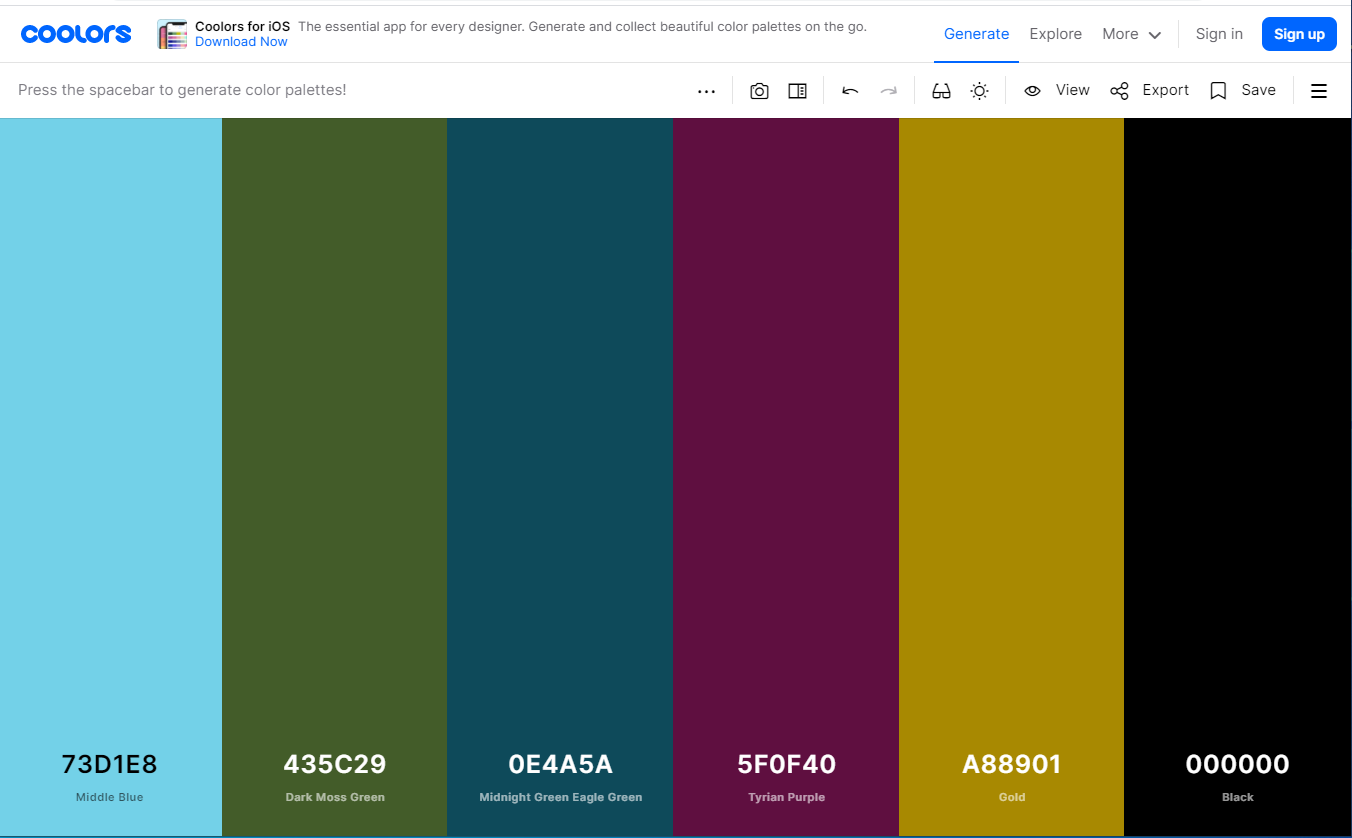 coolors
Coolors for iOS
Download Now
The essential app for every designer. Generate and collect beautiful color palettes on the go.
Generate
Explore
More
Sign in
Sign up
Press the spacebar to generate color palettes!
View
Export
Save
73D1E8
Middle Blue
435C29
Dark Moss Green
0E4A5A
Midnight Green Eagle Green
5F0F40
Tyrian Purple
A88901
Gold
000000
Black